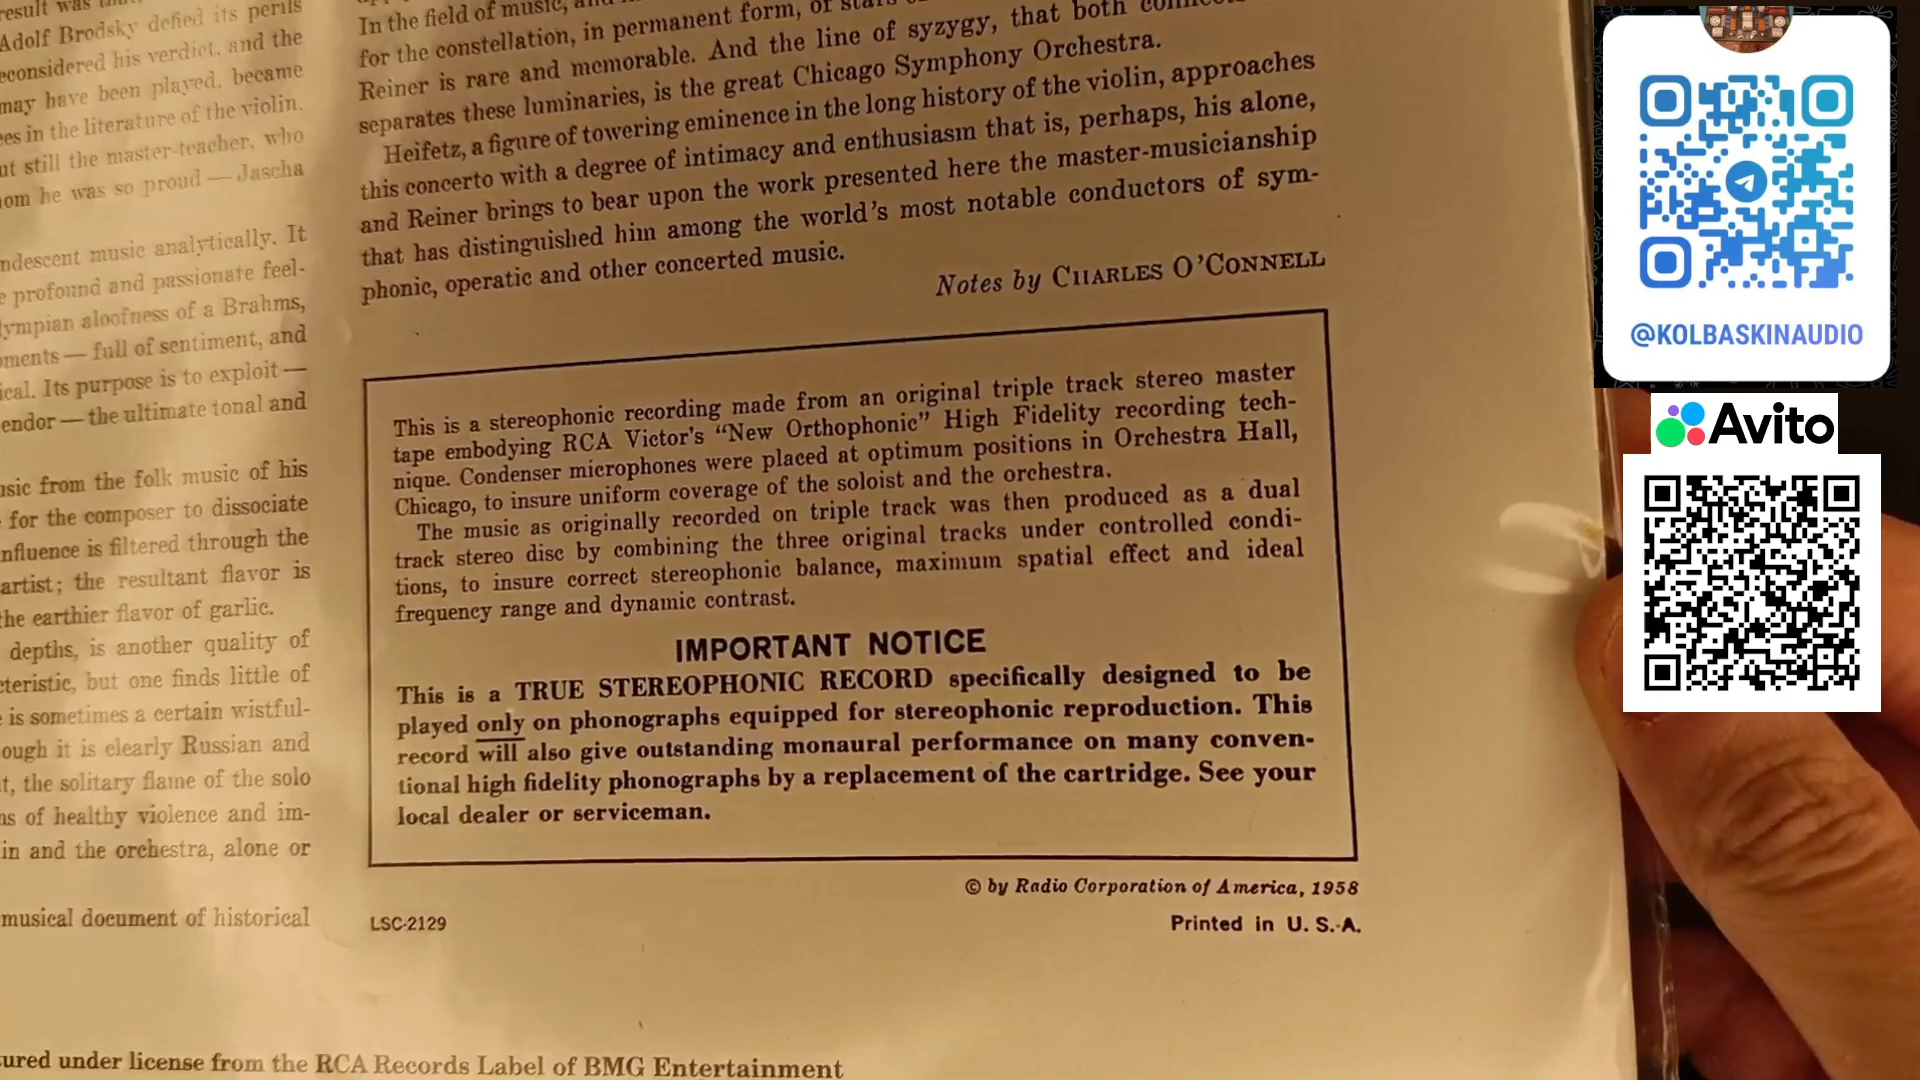 result was
Adolf Brodsky defied its perils
econsidered his verdict, and the
may have been played, became
es in the literature of the violin.
ut still the master-teacher, who
om he was so proud — Jascha
ndescent music analytically. It
e profound and passionate feel-
lympian aloofness of a Brahms,
ments — full of sentiment, and
ical. Its purpose is to exploit —
endor — the ultimate tonal and
usic from the folk music of his
for the composer to dissociate
nfluence is filtered through the
artist; the resultant flavor is
the earthier flavor of garlic.
depths, is another quality of
cteristic, but one finds little of
is sometimes a certain wistful-
ough it is clearly Russian and
t, the solitary flame of the solo
ns of healthy violence and im-
in and the orchestra, alone or
musical document of historical
In the field of music,
for the constellation, in permanent form, of stars
Reiner is rare and memorable. And the line of syzygy, that both
separates these luminaries, is the great Chicago Symphony Orchestra.
Heifetz, a figure of towering eminence in the long history of the violin, approaches
this concerto with a degree of intimacy and enthusiasm that is, perhaps, his alone,
and Reiner brings to bear upon the work presented here the master-musicianship
that has distinguished him among the world's most notable conductors of sym-
phonic, operatic and other concerted music.
Notes by CHARLES O'CONNELL
This is a stereophonic recording made from an original triple track stereo master
tape embodying RCA Victor's "New Orthophonic" High Fidelity recording tech-
nique. Condenser microphones were placed at optimum positions in Orchestra Hall,
Chicago, to insure uniform coverage of the soloist and the orchestra.
The music as originally recorded on triple track was then produced as a dual
track stereo disc by combining the three original tracks under controlled condi-
tions, to insure correct stereophonic balance, maximum spatial effect and ideal
frequency range and dynamic contrast.
IMPORTANT NOTICE
This is a TRUE STEREOPHONIC RECORD specifically designed to be
played only on phonographs equipped for stereophonic reproduction. This
record will also give outstanding monaural performance on many conven-
tional high fidelity phonographs by a replacement of the cartridge. See your
local dealer or serviceman.
© by Radio Corporation of America, 1958
LSC-2129
Printed in U. S. A.
ured under license from the RCA Records Label of BMG Entertainment
@KOLBASKINAUDIO
Avito